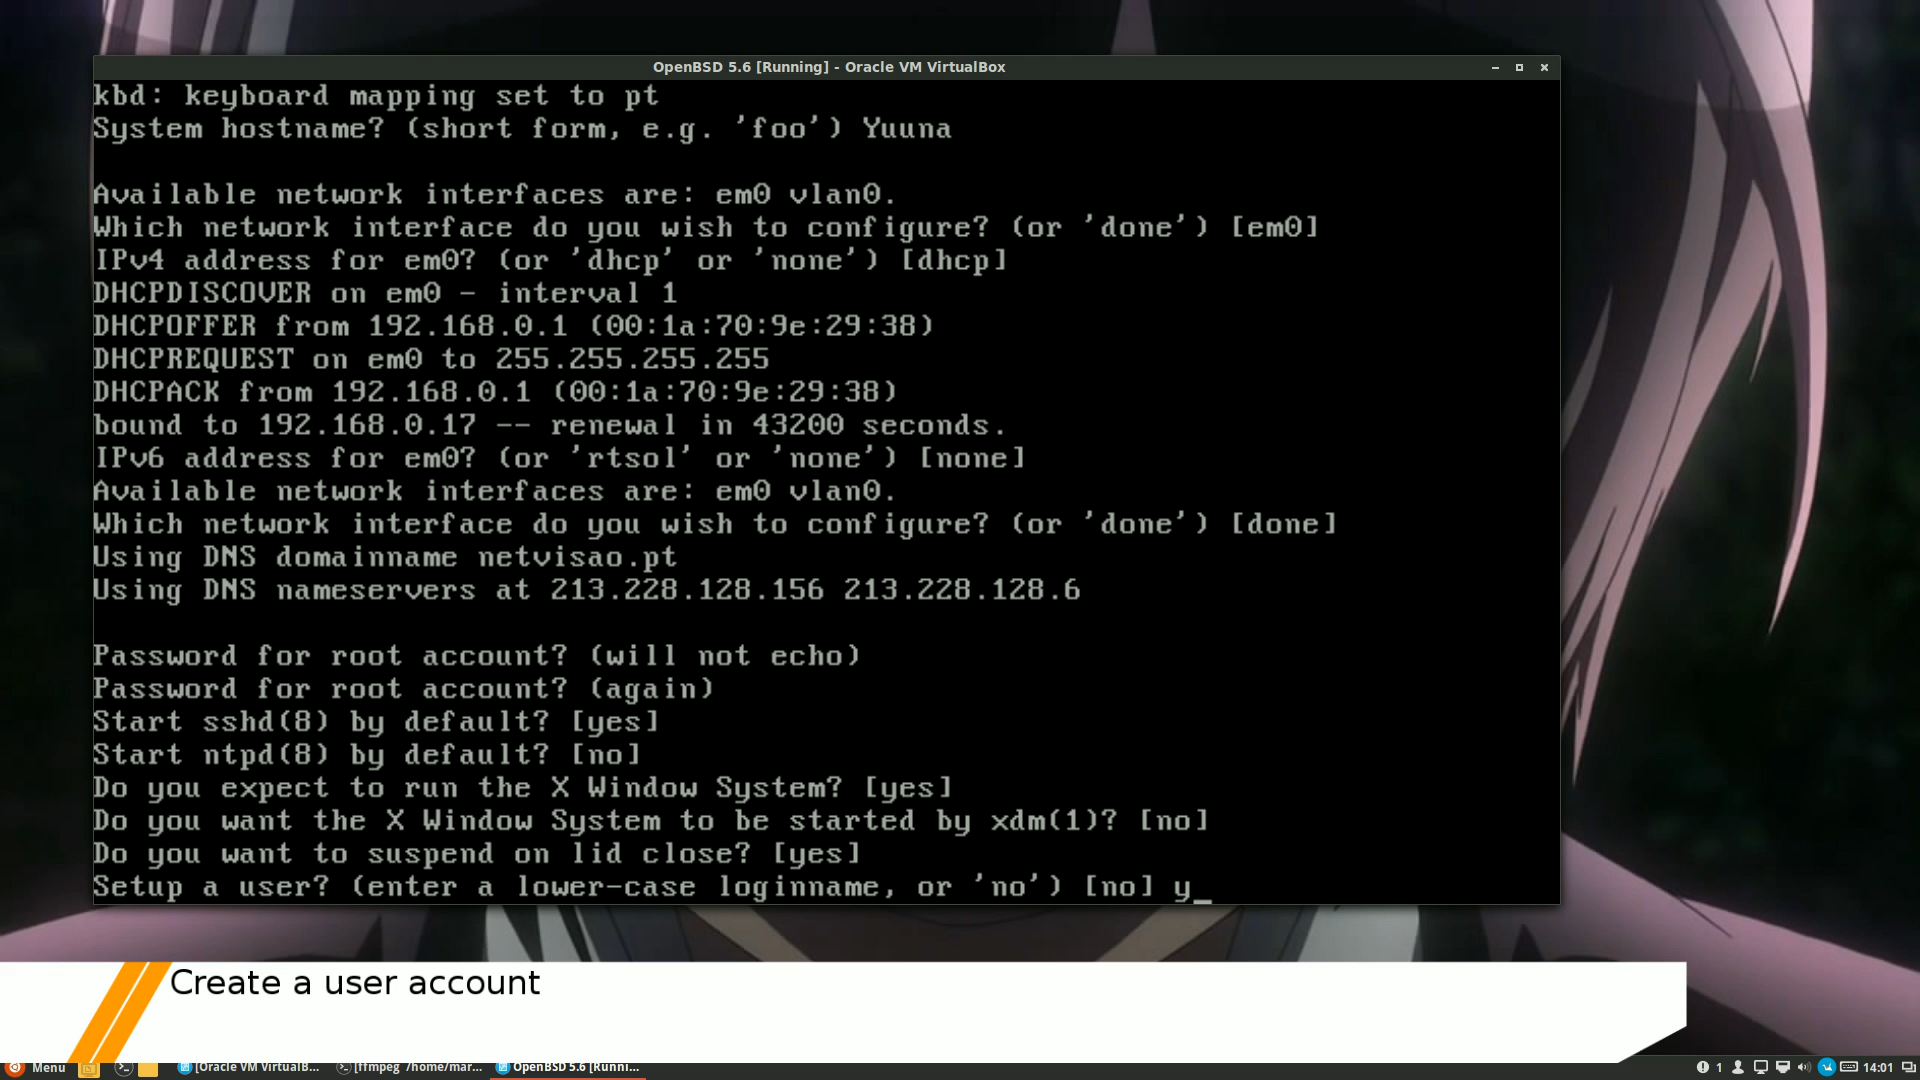 OpenBSD 5.6 [Running] - Oracle VM VirtualBox
kbd: keyboard mapping set to pt
System hostname? (short form, e.g. 'foo') Yuuna
Available network interfaces are: em0 vlan0.
Which network interface do you wish to configure? (or 'done') [em0]
IPv4 address for em0? (or 'dhcp' or 'none') [dhcp]
DHCPDISCOVER on em0 - interval 1
DHCPOFFER from 192.168.0.1 (00:1a:70:9e:29:38)
DHCPREQUEST on em0 to 255.255.255.255
DHCPACK from 192.168.0.1 (00:1a:70:9e:29:38)
bound to 192.168.0.17 -- renewal in 43200 seconds.
IPv6 address for em0? (or 'rtsol' or 'none') [none]
Available network interfaces are: em0 vlan0.
Which network interface do you wish to configure? (or 'done') [done]
Using DNS domainname netvisao.pt
Using DNS nameservers at 213.228.128.156 213.228.128.6
Password for root account? (will not echo)
Password for root account? (again)
Start sshd(8) by default? [yes]
Start ntpd(8) by default? [no]
Do you expect to run the X Window System? [yes]
Do you want the X Window System to be started by xdm(1)? [no]
Do you want to suspend on lid close? [yes]
Setup a user? (enter a lower-case loginname, or 'no') [no] y_
Create a user account
Menu [Oracle VM VirtualB... [ffmpeg /home/mar... OpenBSD 5.6 [Runni... 1 14:01